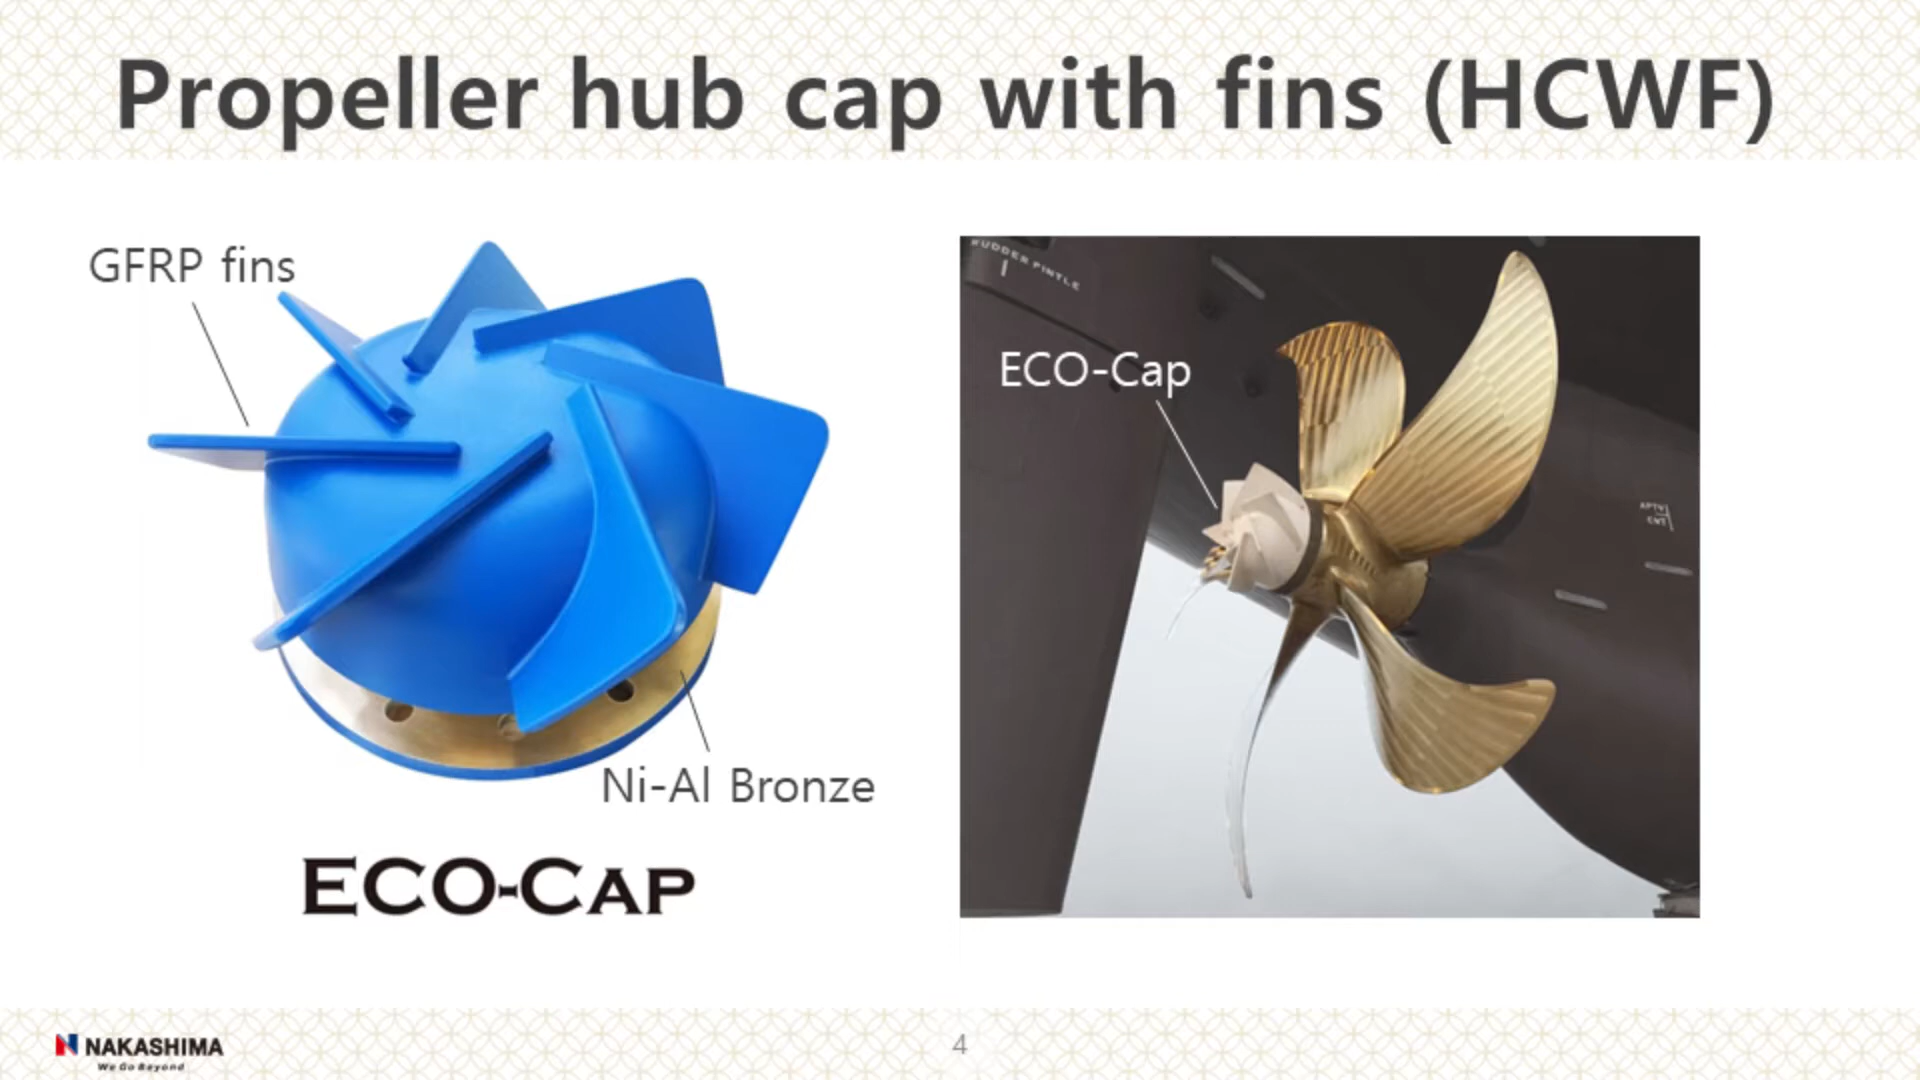 Propeller hub cap with fins (HCWF)
GFRP fins
Ni-Al Bronze
ECO-CAP
RUDDER PINTLE
ECO-Cap
NAKASHIMA
We Go Beyond
4